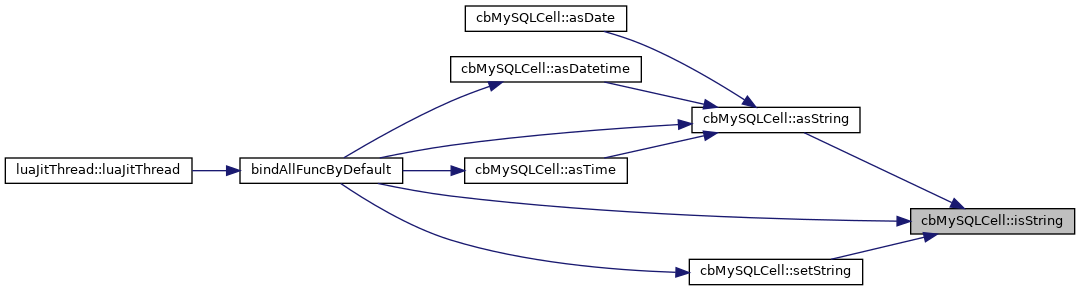 cbMySQLCell::asDate
cbMySQLCell::asDatetime
cbMySQLCell::asString
luaJitThread::luaJitThread
bindAllFuncByDefault
cbMySQLCell::asTime
cbMySQLCell::isString
cbMySQLCell::setString